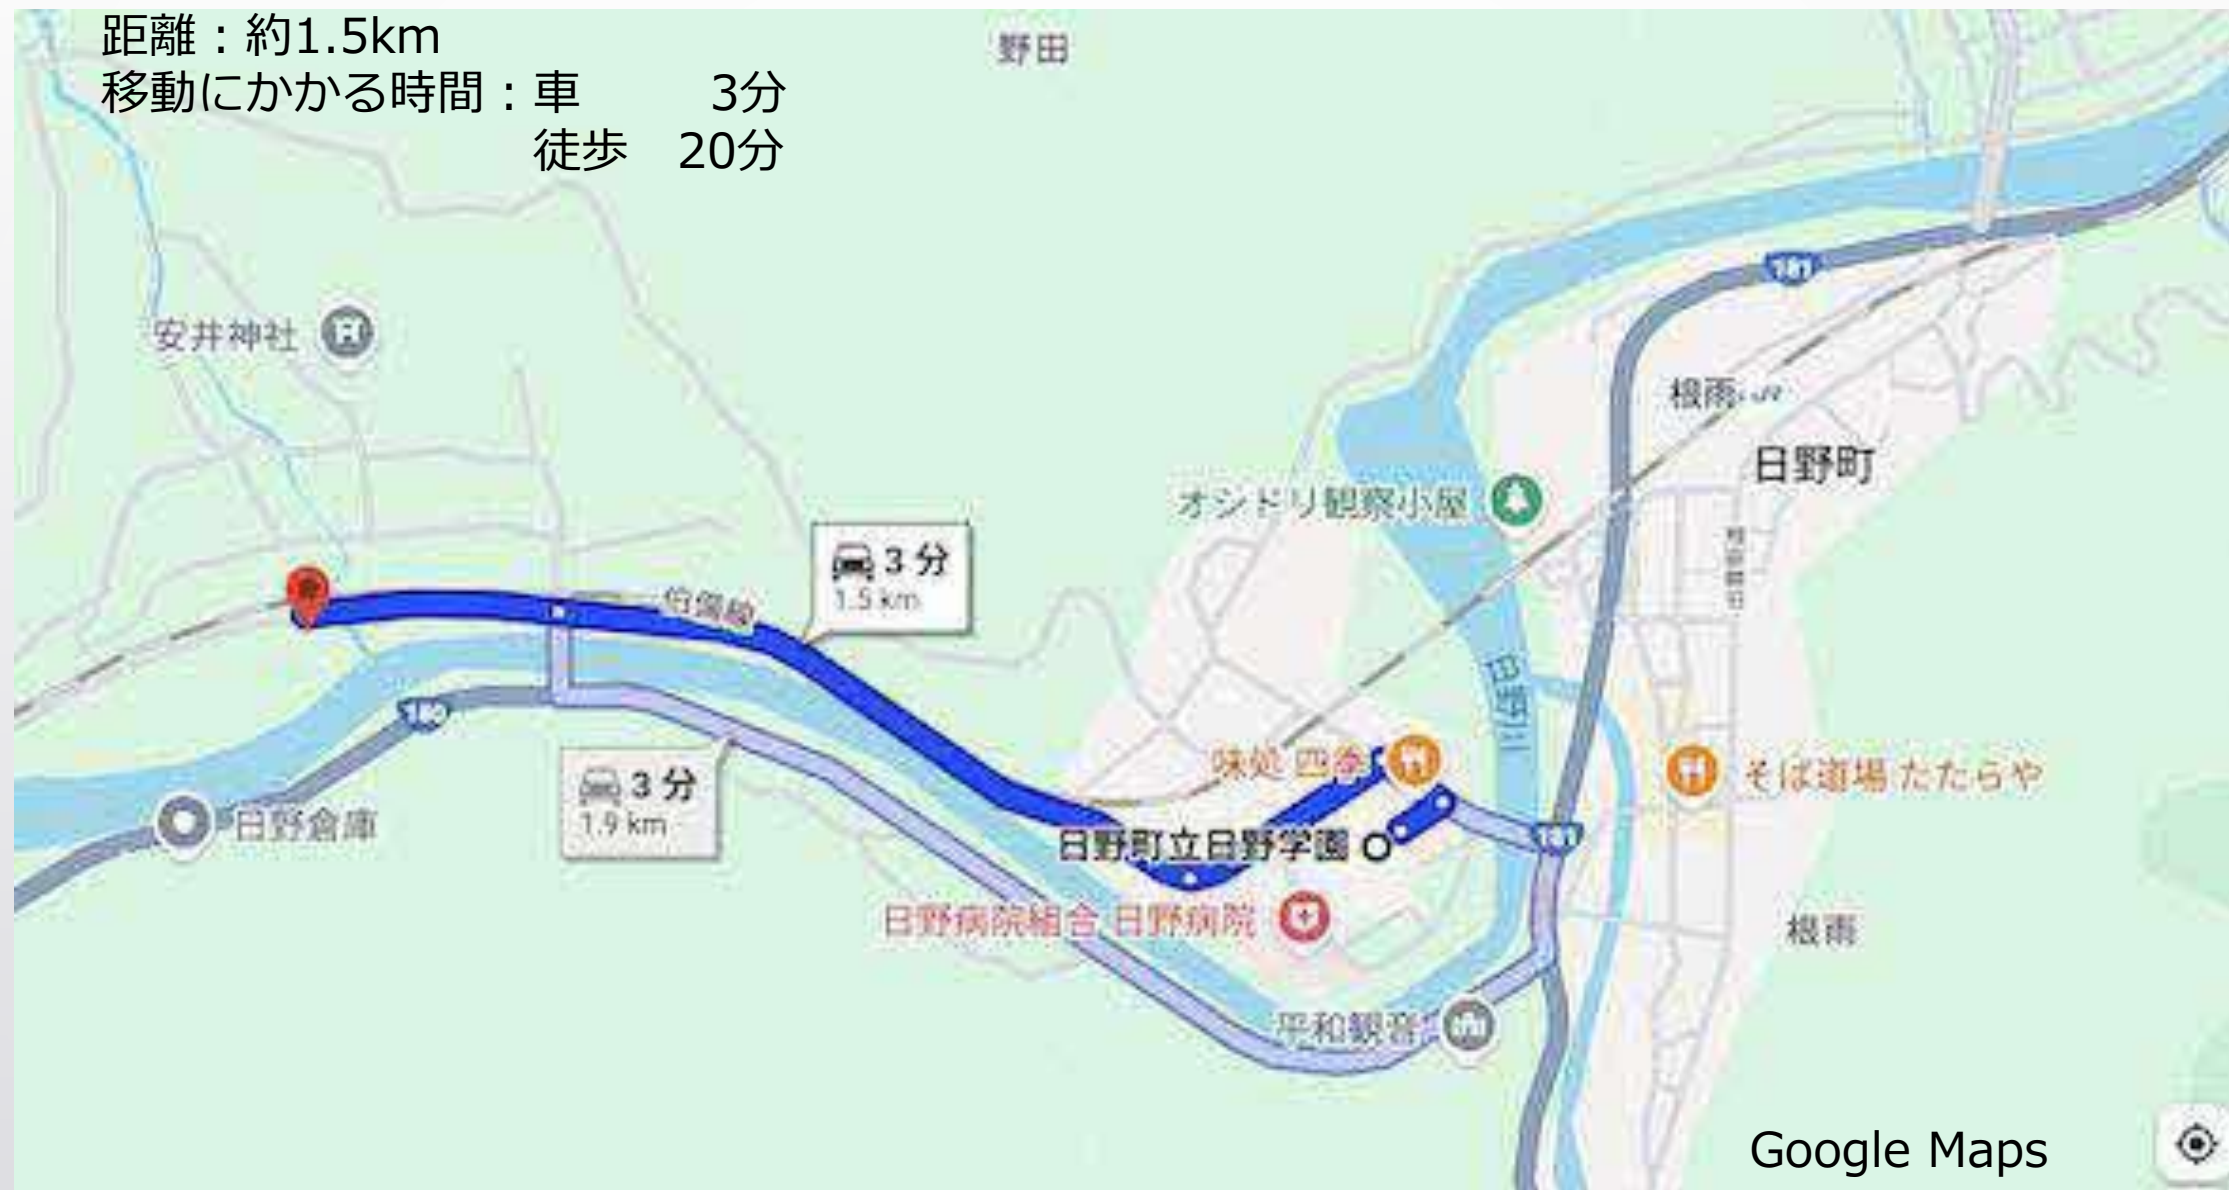 距離：約1.5km
移動にかかる時間：車　　3分
徒歩　20分
野田
181
安井神社
根雨
日野町
オシドリ観察小屋
3 分
1.5 km
伯備線
日野川
180
味処 四季
そば道場 たたらや
3 分
1.9 km
日野倉庫
日野町立日野学園
181
日野病院組合 日野病院
根雨
平和観音
Google Maps